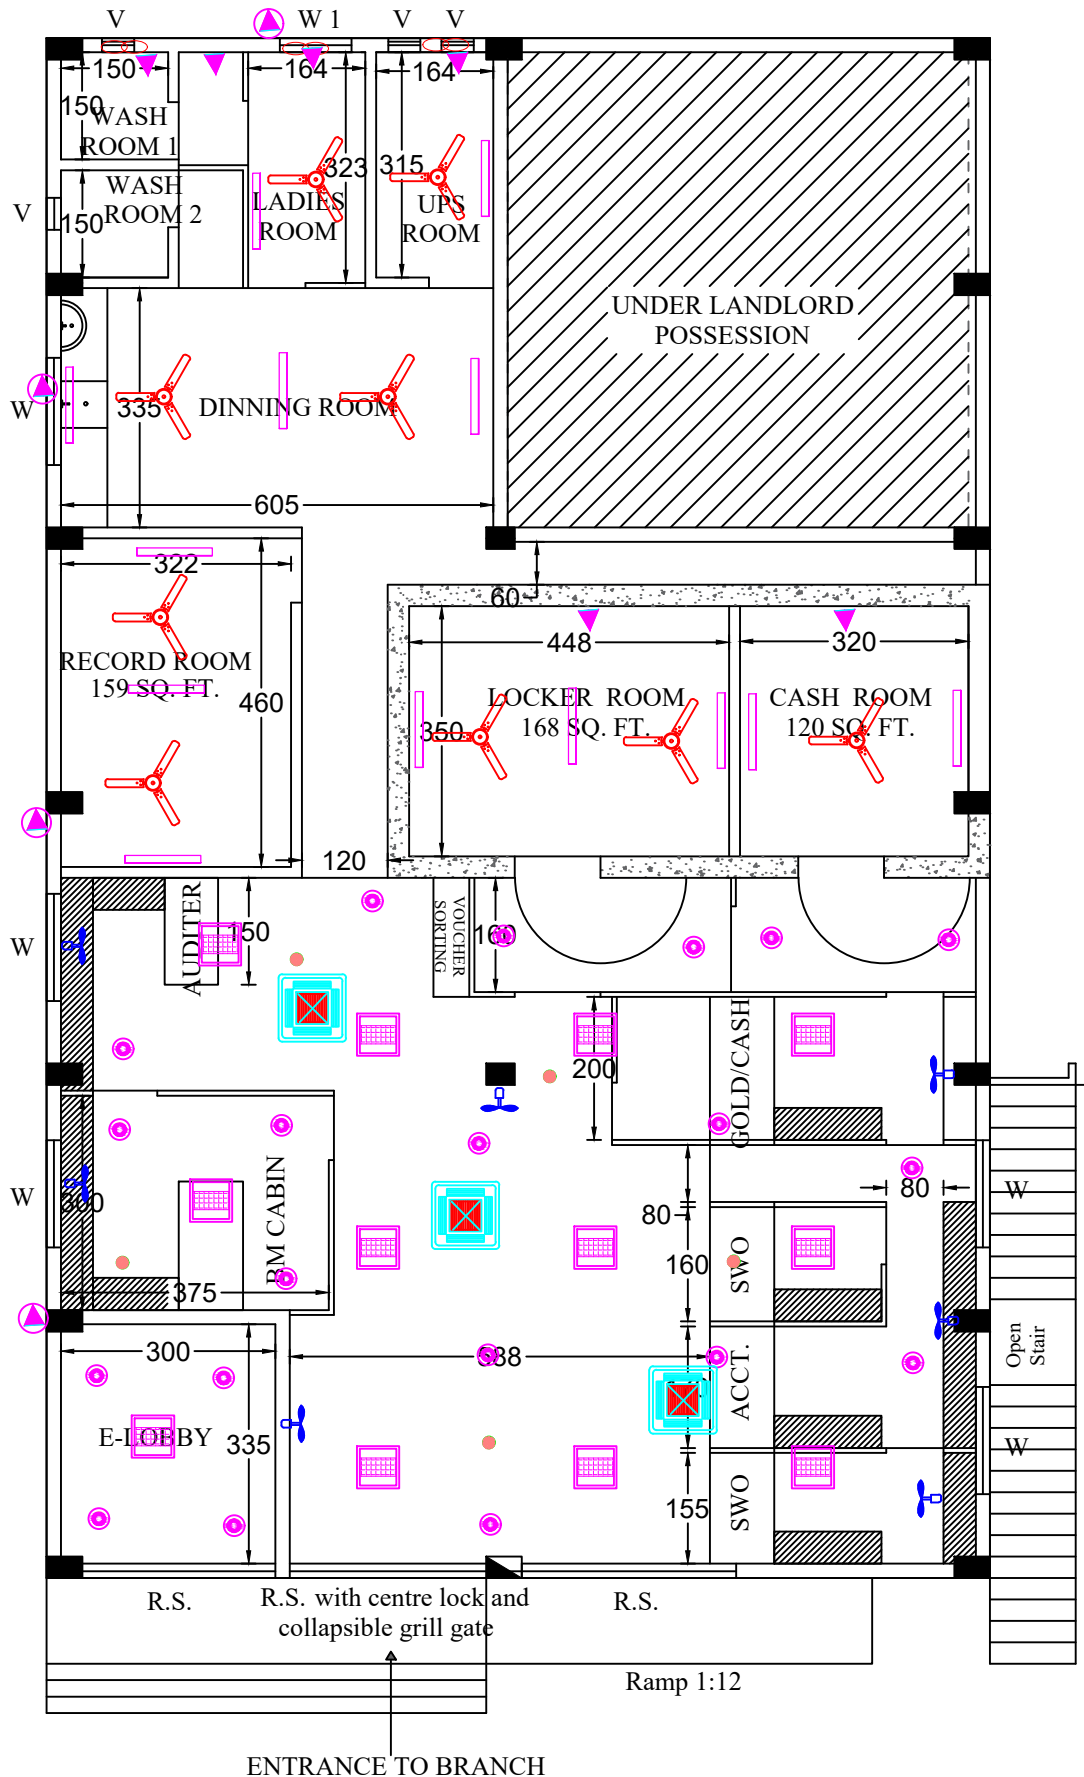 V W 1 V V
150 164 164
150
WASH
ROOM 1
323 315
WASH
ROOM 2
150
V
LADIES
ROOM
UPS
ROOM
UNDER LANDLORD
POSSESSION
W
335
DINNING ROOM
605
322
60
448 320
RECORD ROOM
159 SQ. FT.
460
350
LOCKER ROOM
168 SQ. FT.
CASH ROOM
120 SQ. FT.
120
AUDITER
150
VOUCHER
SORTING
160
W
GOLD/CASH
200
BM CABIN
300
W
80
W
80
160
SWO
375
300
388
ACCT.
Open
Stair
E-LOBBY
335
W
155
SWO
R.S.
R.S. with centre lock and
collapsible grill gate
R.S.
Ramp 1:12
ENTRANCE TO BRANCH